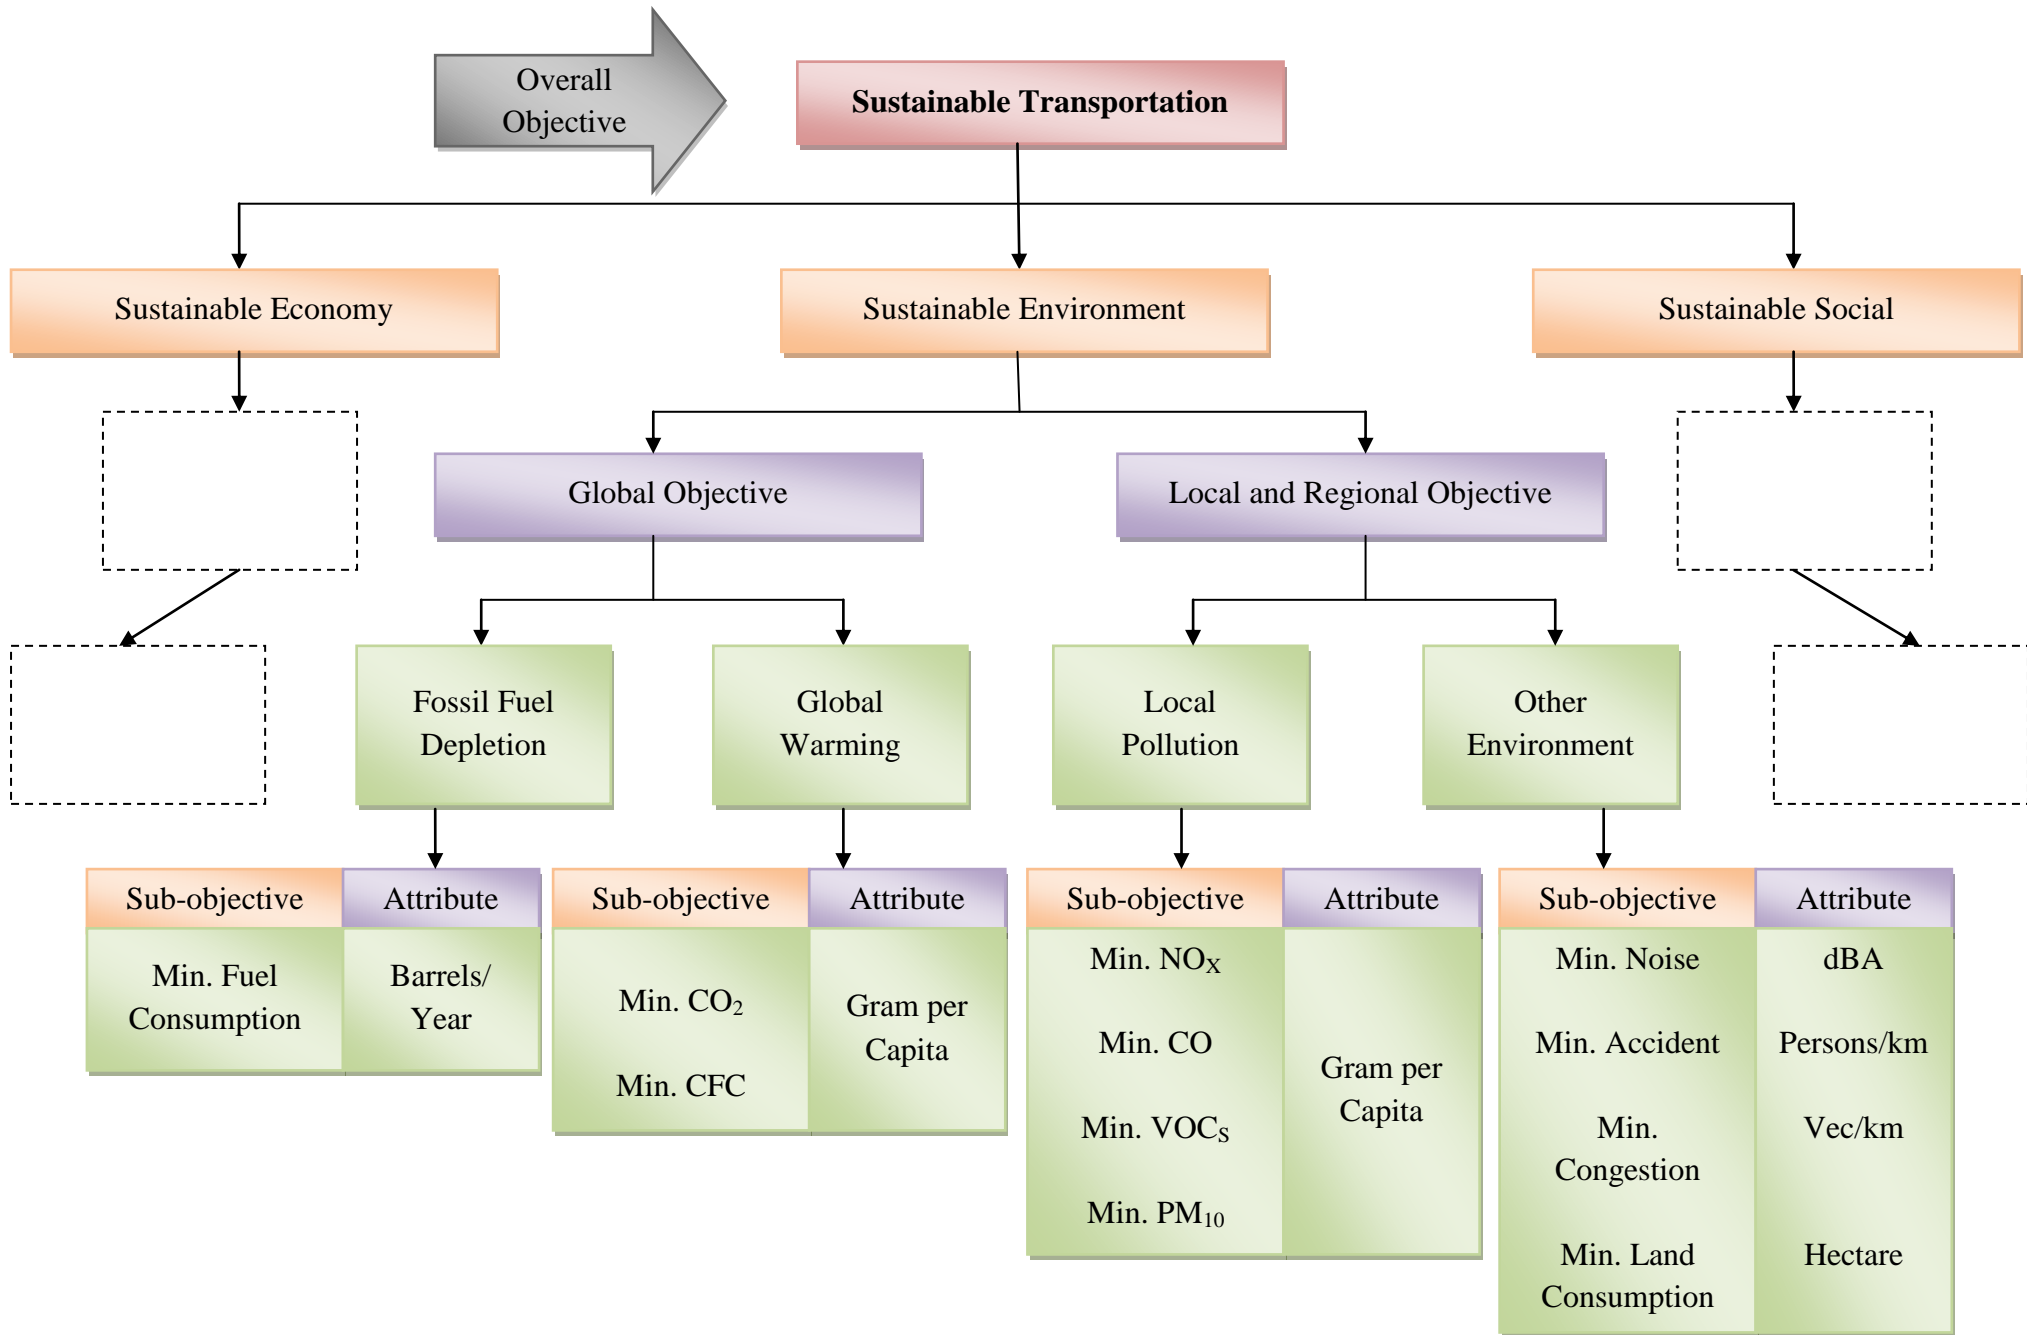 Overall
Objective
Sustainable Transportation
Sustainable Economy
Sustainable Environment
Sustainable Social
Global Objective
Local and Regional Objective
Fossil Fuel
Depletion
Global
Warming
Local
Pollution
Other
Environment
Sub-objective
Attribute
Min. Fuel
Consumption
Barrels/
Year
Sub-objective
Attribute
Min. CO₂
Min. CFC
Gram per
Capita
Sub-objective
Attribute
Min. NOX
Min. CO
Min. VOCS
Min. PM₁₀
Gram per
Capita
Sub-objective
Attribute
Min. Noise
dBA
Min. Accident
Persons/km
Min.
Congestion
Vec/km
Min. Land
Consumption
Hectare